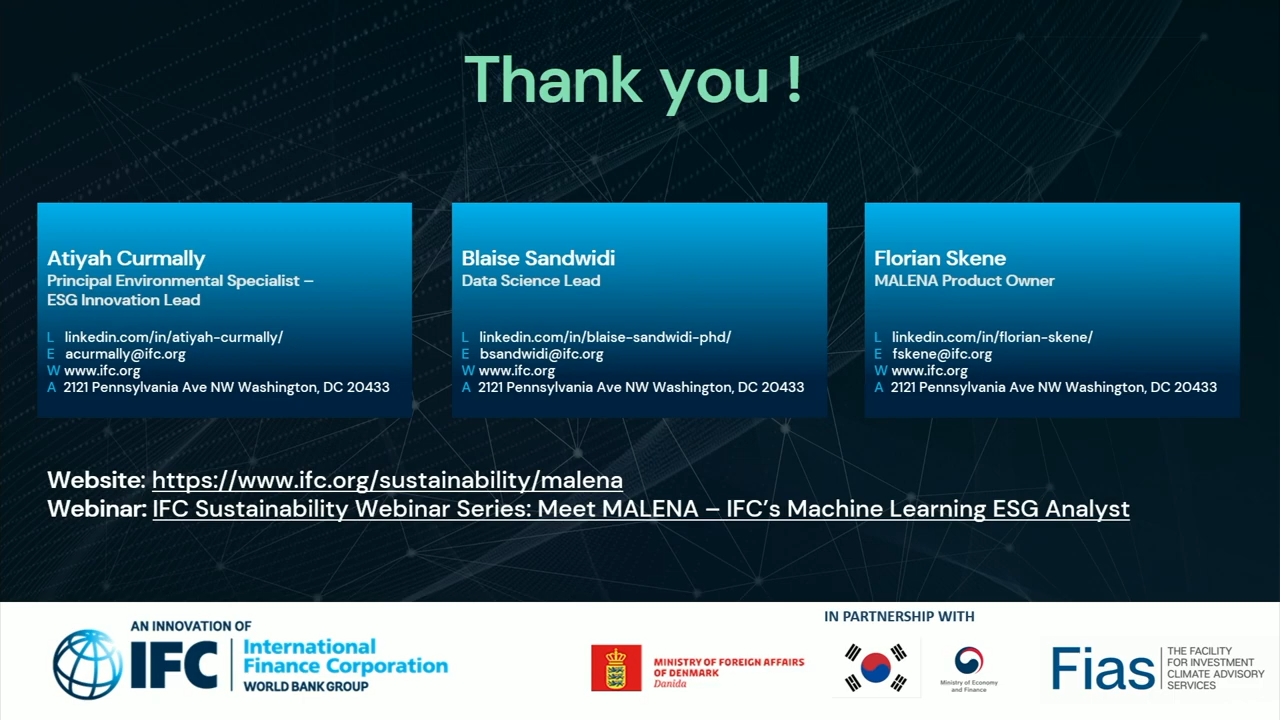 Thank you !
Atiyah Curmally
Principal Environmental Specialist –
ESG Innovation Lead
L linkedin.com/in/atiyah-curmally/
E acurmally@ifc.org
W www.ifc.org
A 2121 Pennsylvania Ave NW Washington, DC 20433
Blaise Sandwidi
Data Science Lead
L linkedin.com/in/blaise-sandwidi-phd/
E bsandwidi@ifc.org
W www.ifc.org
A 2121 Pennsylvania Ave NW Washington, DC 20433
Florian Skene
MALENA Product Owner
L linkedin.com/in/florian-skene/
E fskene@ifc.org
W www.ifc.org
A 2121 Pennsylvania Ave NW Washington, DC 20433
Website: https://www.ifc.org/sustainability/malena
Webinar: IFC Sustainability Webinar Series: Meet MALENA – IFC’s Machine Learning ESG Analyst
AN INNOVATION OF
IFC
International
Finance Corporation
WORLD BANK GROUP
MINISTRY OF FOREIGN AFFAIRS
OF DENMARK
Danida
IN PARTNERSHIP WITH
Ministry of Economy
and Finance
Fias
THE FACILITY
FOR INVESTMENT
CLIMATE ADVISORY
SERVICES